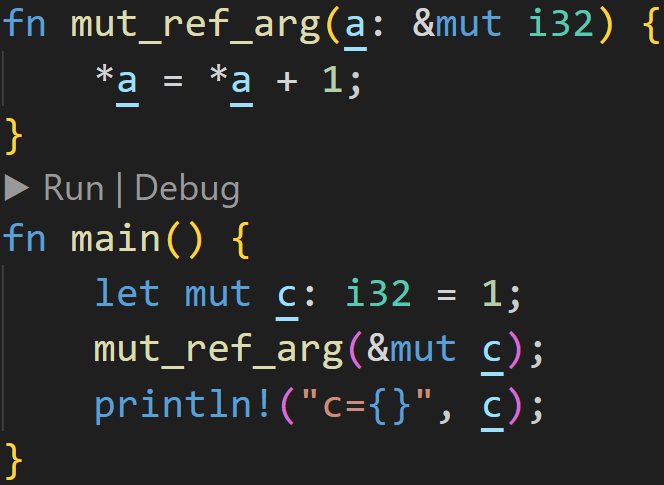 fn mut_ref_arg(a: &mut i32) {
    *a = *a + 1;
}
▶ Run | Debug
fn main() {
    let mut c: i32 = 1;
    mut_ref_arg(&mut c);
    println!("c={}", c);
}